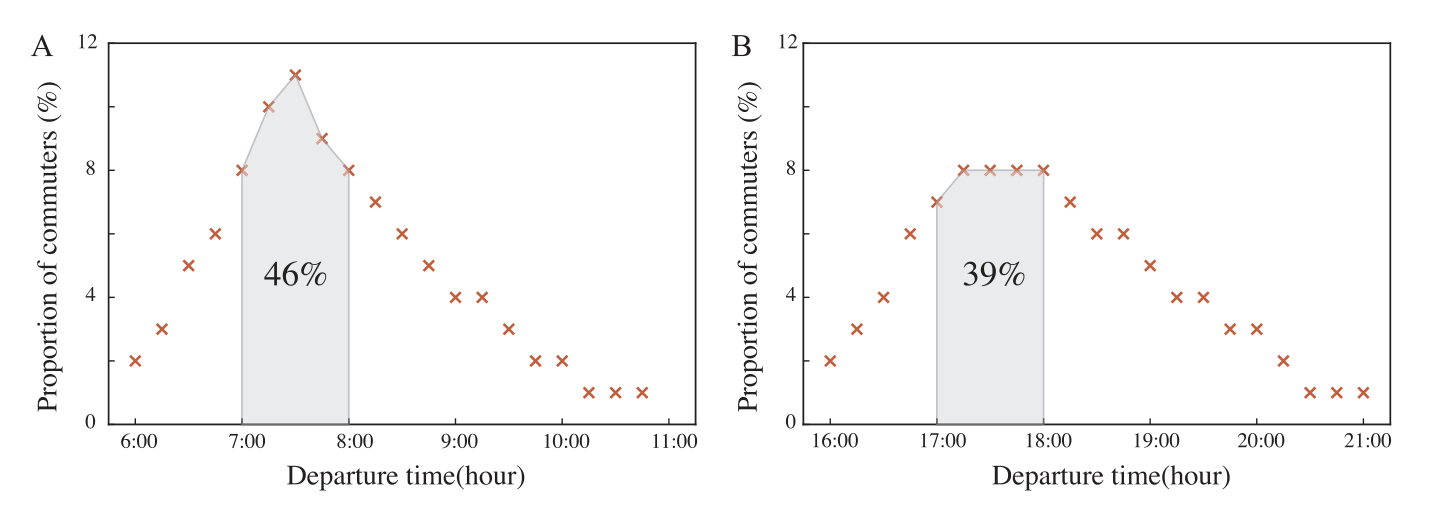 A
Proportion of commuters (%)
12
8
4
0
46%
6:00 7:00 8:00 9:00 10:00 11:00
Departure time(hour)
B
Proportion of commuters (%)
12
8
4
0
39%
16:00 17:00 18:00 19:00 20:00 21:00
Departure time(hour)